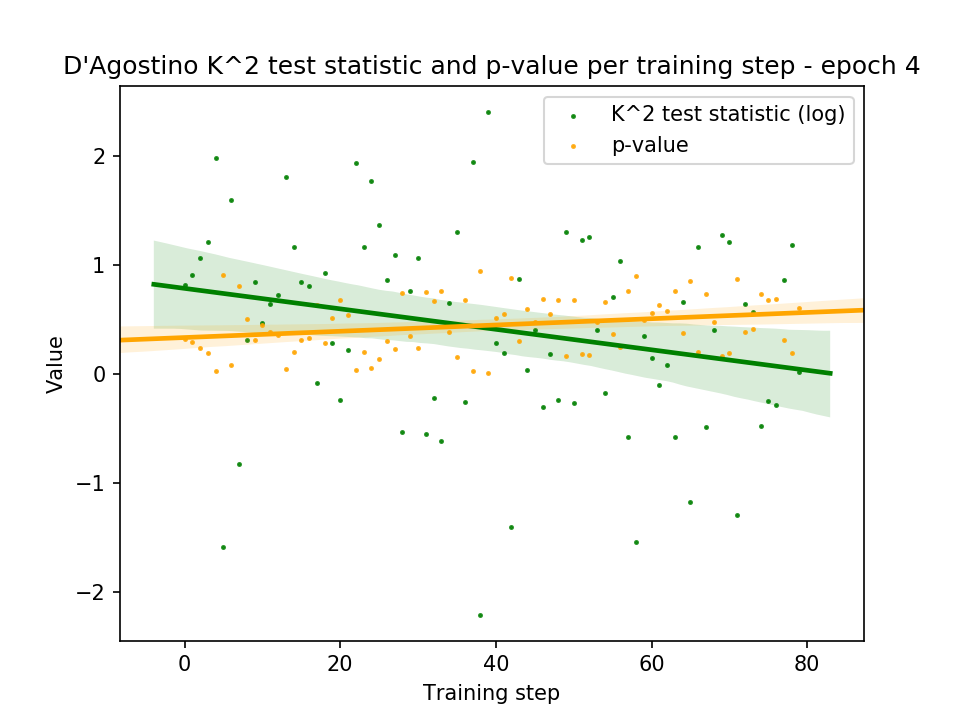 D'Agostino K^2 test statistic and p-value per training step - epoch 4
K^2 test statistic (log)
p-value
Value
2
1
0
−1
−2
0 20 40 60 80
Training step